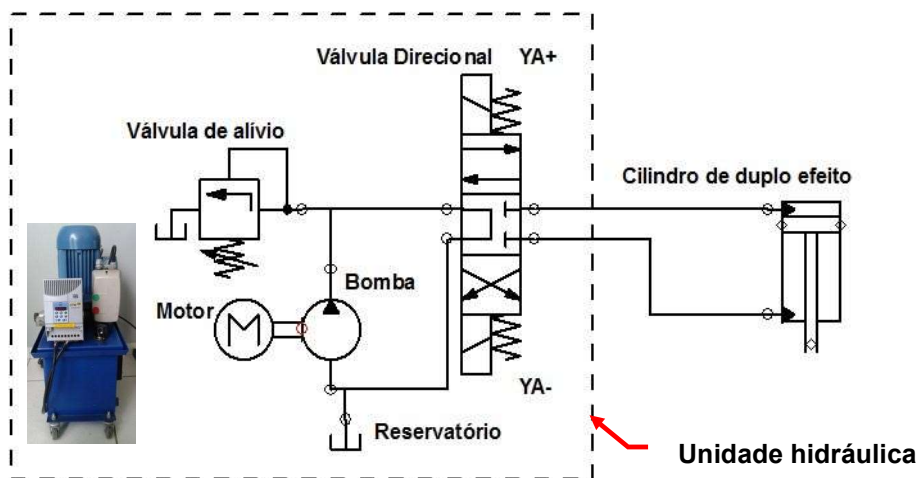 Válvula Direcional YA+
Válvula de alívio
Cilindro de duplo efeito
Bomba
Motor
M
YA-
Reservatório
Unidade hidráulica